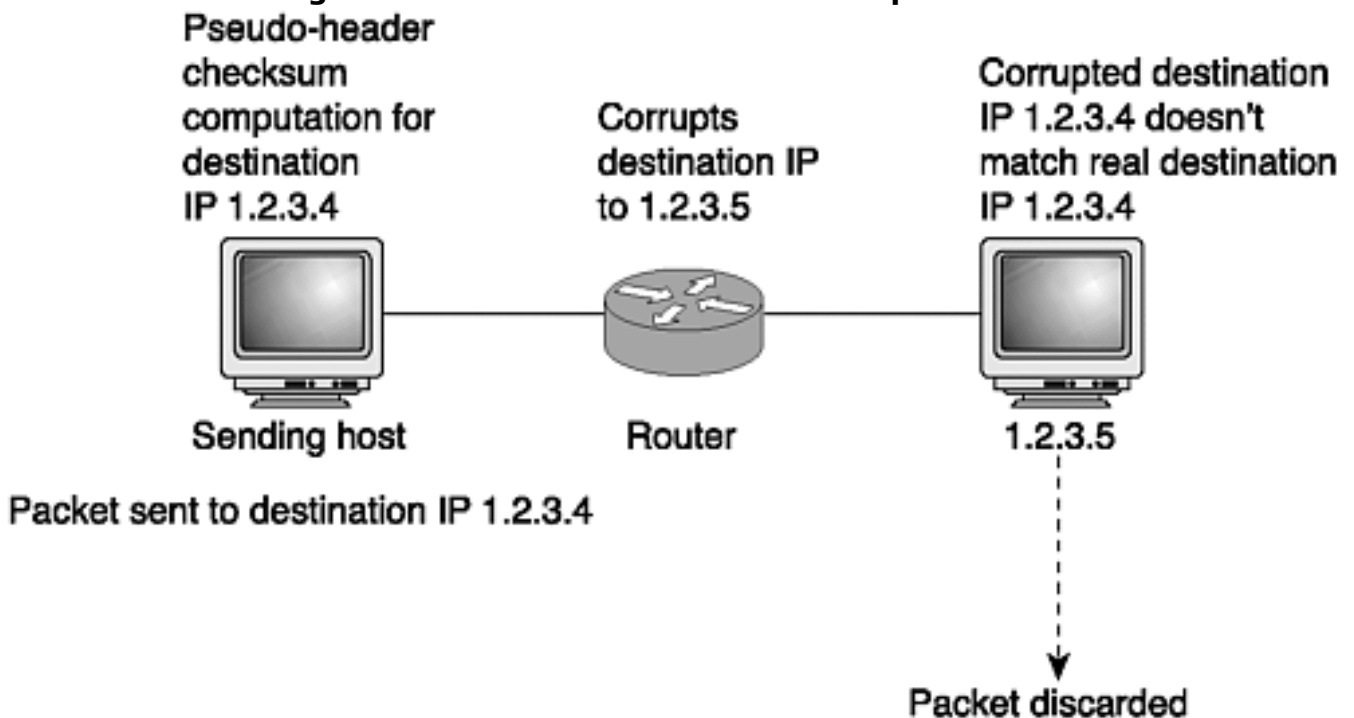 Pseudo-header
checksum
computation for
destination
IP 1.2.3.4
Corrupts
destination IP
to 1.2.3.5
Corrupted destination
IP 1.2.3.4 doesn't
match real destination
IP 1.2.3.4
Sending host
Router
1.2.3.5
Packet sent to destination IP 1.2.3.4
Packet discarded